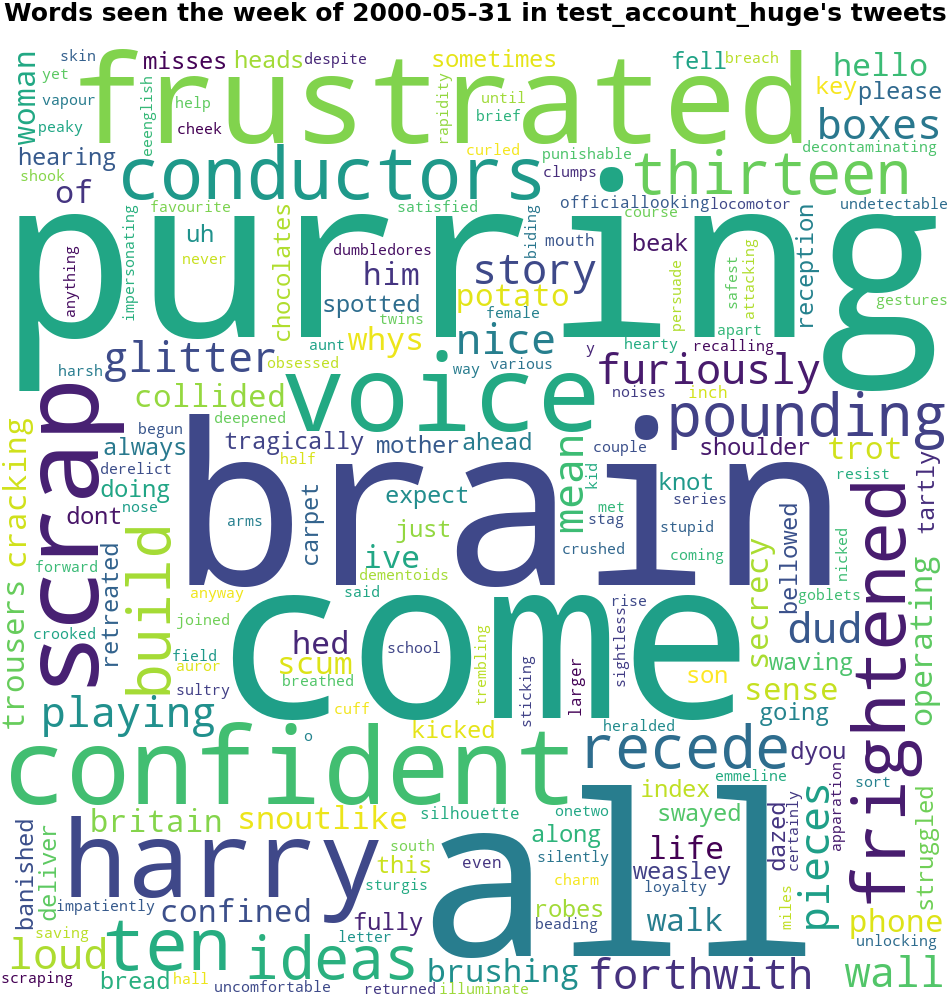 Words seen the week of 2000-05-31 in test_account_huge's tweets
skin
misses
heads
despite
sometimes
fell
breach
hello
woman
yet
frustrated
key
please
vapour
eeenglish
help
rapidity
until
brief
boxes
peaky
cheek
decontaminating
hearing
conductors
curled
punishable
thirteen
shook
clumps
of
favourite
satisfied
officiallooking
locomotor
undetectable
purring
impersonating
uh
chocolates
biding
course
mouth
beak
reception
anything
never
dumbledores
him
story
persuade
safest
attacking
spotted
potato
gestures
twins
female
apart
whys
nice
y
hearty
recalling
aunt
harsh
glitter
obsessed
way
various
furiously
scrap
collided
voice
noises
inch
deepened
pounding
cracking
begun
tragically
mother
ahead
mean
couple
shoulder
trot
tartly
always
half
brain
derelict
kid
knot
resist
doing
carpet
expect
series
nose
met
dont
arms
just
stag
stupid
bellowed
frightened
build
retreated
ive
crushed
coming
secrecy
nicked
forward
dementoids
operating
trousers
anyway
said
come
rise
goblets
joined
crooked
hed
school
trembling
sightless
dud
field
scum
auror
breathed
sticking
larger
son
waving
sultry
sense
cuff
playing
kicked
heralded
going
o
confident
recede
dyou
emmeline
apparation
sort
index
pieces
britain
snoutlike
silhouette
onetwo
swayed
dazed
certainly
struggled
banished
deliver
harry
all
along
life
south
this
even
silently
weasley
sturgis
charm
loyalty
impatiently
confined
fully
robes
walk
miles
phone
beading
saving
loud
ten
ideas
letter
unlocking
scraping
bread
hall
uncomfortable
brushing
returned
illuminate
forthwith
wall